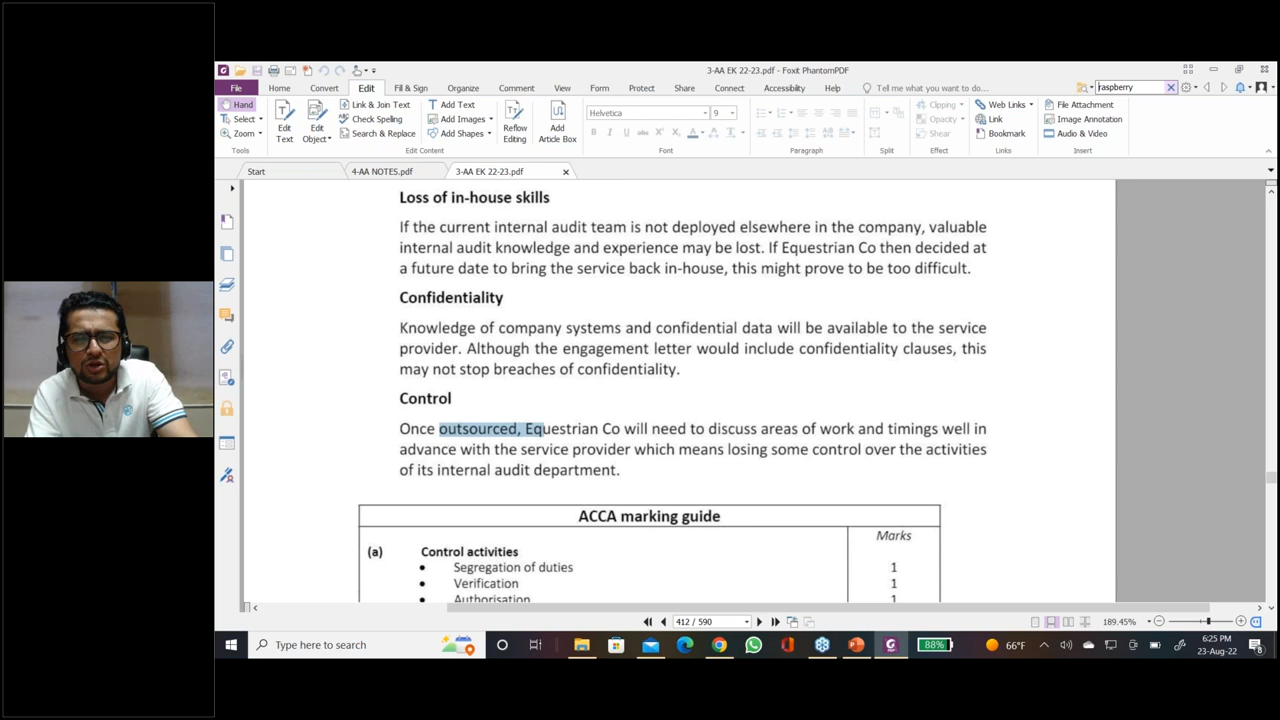 3-AA EK 22-23.pdf - Foxit PhantomPDF
File Home Convert Edit Fill & Sign Organize Comment View Form Protect Share Connect Accessibility Help Tell me what you want to do... raspberry
Hand Select Zoom Tools
Edit Text Edit Object Link & Join Text Check Spelling Search & Replace Edit Content
Add Text Add Images Add Shapes Reflow Editing Add Article Box
Helvetica 9 Font Paragraph Split
Clipping Opacity Shear Effect
Web Links Link Bookmark Links
File Attachment Image Annotation Audio & Video Insert
Start 4-AA NOTES.pdf 3-AA EK 22-23.pdf
Loss of in-house skills
If the current internal audit team is not deployed elsewhere in the company, valuable
internal audit knowledge and experience may be lost. If Equestrian Co then decided at
a future date to bring the service back in-house, this might prove to be too difficult.
Confidentiality
Knowledge of company systems and confidential data will be available to the service
provider. Although the engagement letter would include confidentiality clauses, this
may not stop breaches of confidentiality.
Control
Once outsourced, Equestrian Co will need to discuss areas of work and timings well in
advance with the service provider which means losing some control over the activities
of its internal audit department.
ACCA marking guide
Marks
(a) Control activities
• Segregation of duties 1
• Verification 1
• Authorisation 1
412 / 590 189.45%
Type here to search 88% 66°F 6:25 PM
23-Aug-22